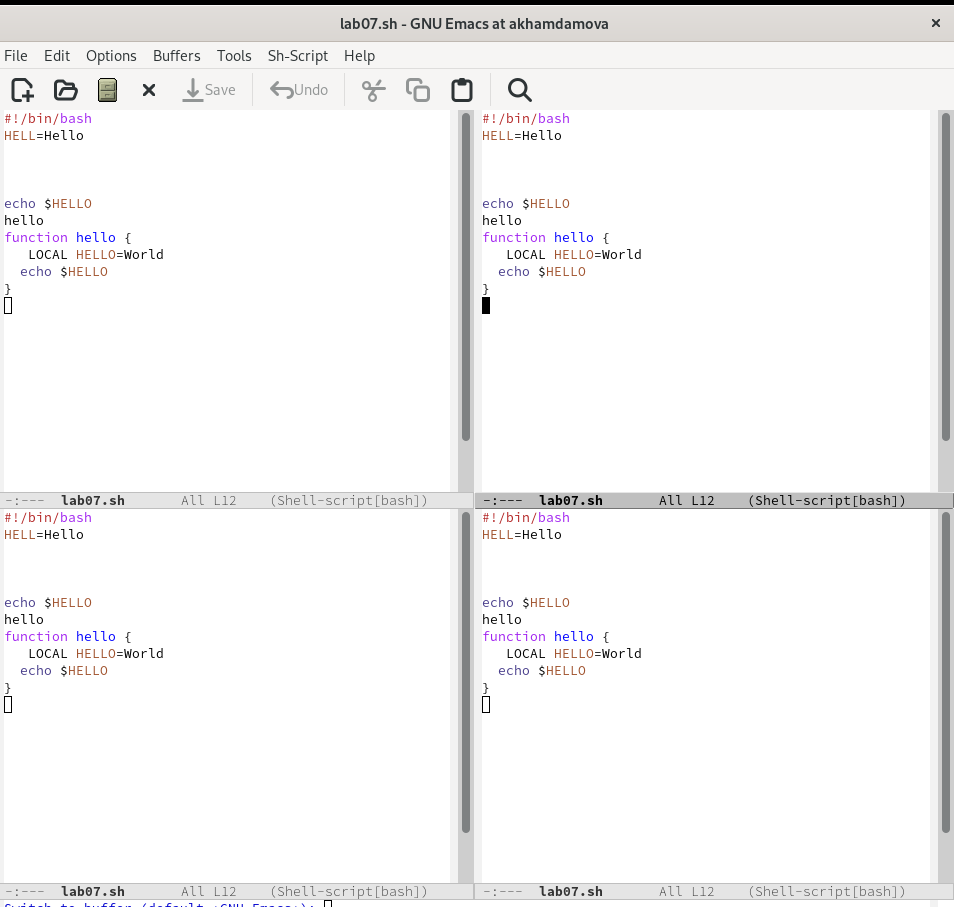 lab07.sh - GNU Emacs at akhamdamova
File Edit Options Buffers Tools Sh-Script Help
Save Undo
#!/bin/bash
HELL=Hello
echo $HELLO
hello
function hello {
   LOCAL HELLO=World
  echo $HELLO
}
-:---  lab07.sh       All L12    (Shell-script[bash])
#!/bin/bash
HELL=Hello
echo $HELLO
hello
function hello {
   LOCAL HELLO=World
  echo $HELLO
}
-:---  lab07.sh       All L12    (Shell-script[bash])
#!/bin/bash
HELL=Hello
echo $HELLO
hello
function hello {
   LOCAL HELLO=World
  echo $HELLO
}
-:---  lab07.sh       All L12    (Shell-script[bash])
#!/bin/bash
HELL=Hello
echo $HELLO
hello
function hello {
   LOCAL HELLO=World
  echo $HELLO
}
-:---  lab07.sh       All L12    (Shell-script[bash])
Switch to buffer (default *GNU Emacs*):